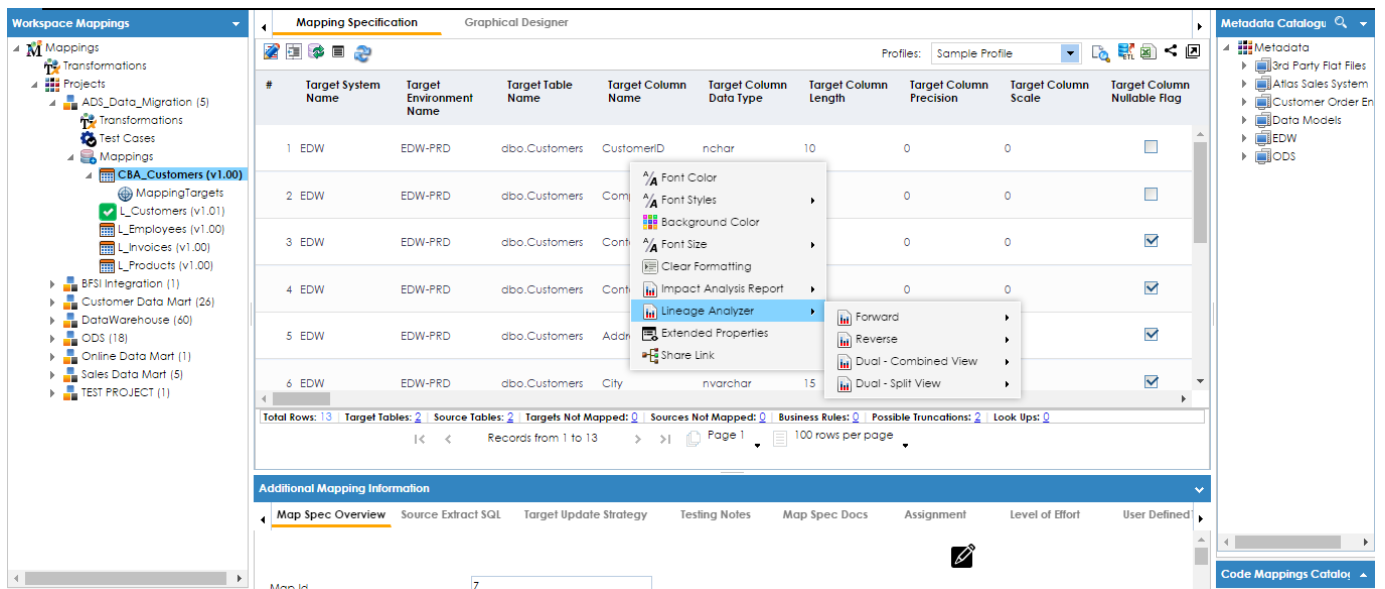 Workspace Mappings
Mappings
Transformations
Projects
ADS_Data_Migration (5)
Transformations
Test Cases
Mappings
CBA_Customers (v1.00)
MappingTargets
L_Customers (v1.01)
L_Employees (v1.00)
L_Invoices (v1.00)
L_Products (v1.00)
BFSI Integration (1)
Customer Data Mart (26)
DataWarehouse (60)
ODS (18)
Online Data Mart (1)
Sales Data Mart (5)
TEST PROJECT (1)
Mapping Specification Graphical Designer
Profiles: Sample Profile
# Target System Name Target Environment Name Target Table Name Target Column Name Target Column Data Type Target Column Length Target Column Precision Target Column Scale Target Column Nullable Flag
1 EDW EDW-PRD dbo.Customers CustomerID nchar 10 0 0
2 EDW EDW-PRD dbo.Customers 0 0
3 EDW EDW-PRD dbo.Customers 0 0
4 EDW EDW-PRD dbo.Customers 0 0
5 EDW EDW-PRD dbo.Customers
6 EDW EDW-PRD dbo.Customers City nvarchar 15
Font Color
Font Styles
Background Color
Font Size
Clear Formatting
Impact Analysis Report
Lineage Analyzer
Extended Properties
Share Link
Forward
Reverse
Dual - Combined View
Dual - Split View
Total Rows: 13 Target Tables: 2 Source Tables: 2 Targets Not Mapped: 0 Sources Not Mapped: 0 Business Rules: 0 Possible Truncations: 2 Look Ups: 0
Records from 1 to 13 Page 1 100 rows per page
Additional Mapping Information
Map Spec Overview Source Extract SQL Target Update Strategy Testing Notes Map Spec Docs Assignment Level of Effort User Defined
Map Id 7
Metadata Catalogu
Metadata
3rd Party Flat Files
Atlas Sales System
Customer Order En
Data Models
EDW
ODS
Code Mappings Catalog